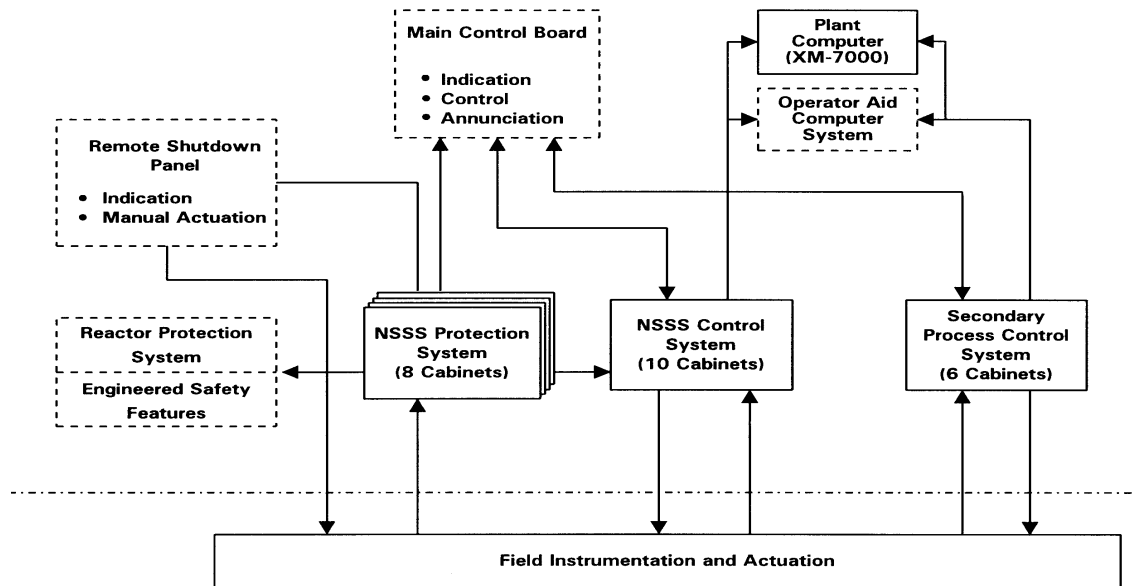 Main Control Board
• Indication
• Control
• Annunciation
Plant
Computer
(XM-7000)
Operator Aid
Computer
System
Remote Shutdown
Panel
• Indication
• Manual Actuation
Reactor Protection
System
Engineered Safety
Features
NSSS Protection
System
(8 Cabinets)
NSSS Control
System
(10 Cabinets)
Secondary
Process Control
System
(6 Cabinets)
Field Instrumentation and Actuation